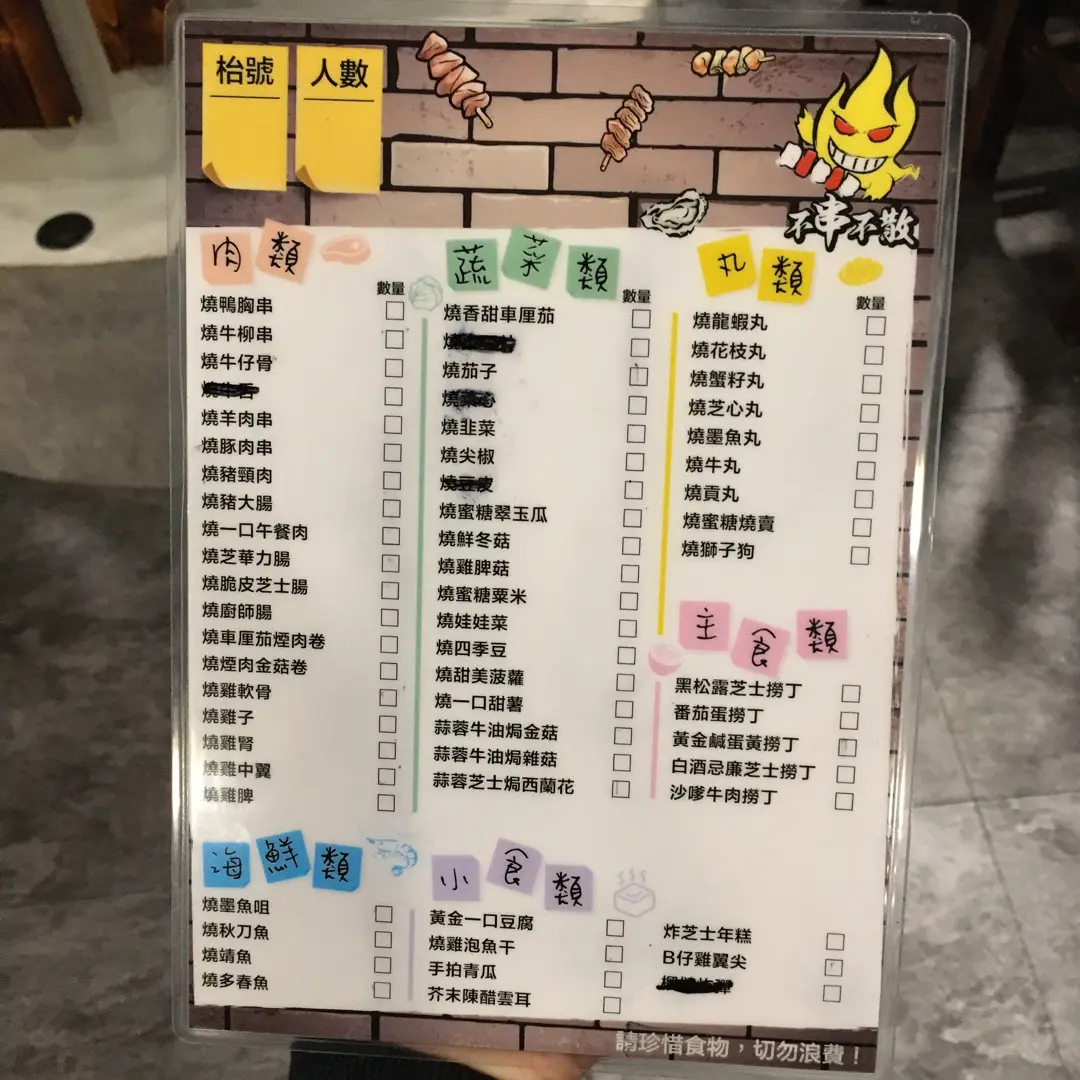 枱號
人數
不串不散
肉類
數量
燒鴨胸串
燒牛柳串
燒牛仔骨
燒羊肉串
燒豚肉串
燒豬頸肉
燒豬大腸
燒一口午餐肉
燒芝華力腸
燒脆皮芝士腸
燒廚師腸
燒車厘茄煙肉卷
燒煙肉金菇卷
燒雞軟骨
燒雞子
燒雞腎
燒雞中翼
燒雞脾
蔬菜類
數量
燒香甜車厘茄
燒茄子
燒韭菜
燒尖椒
燒豆皮
燒蜜糖翠玉瓜
燒鮮冬菇
燒雞脾菇
燒蜜糖粟米
燒娃娃菜
燒四季豆
燒甜美菠蘿
燒一口甜薯
蒜蓉牛油焗金菇
蒜蓉牛油焗雜菇
蒜蓉芝士焗西蘭花
丸類
數量
燒龍蝦丸
燒花枝丸
燒蟹籽丸
燒芝心丸
燒墨魚丸
燒牛丸
燒貢丸
燒蜜糖燒賣
燒獅子狗
主食類
黑松露芝士撈丁
番茄蛋撈丁
黃金鹹蛋黃撈丁
白酒忌廉芝士撈丁
沙嗲牛肉撈丁
海鮮類
燒墨魚咀
燒秋刀魚
燒鯖魚
燒多春魚
小食類
黃金一口豆腐
燒雞泡魚干
手拍青瓜
芥末陳醋雲耳
炸芝士年糕
B仔雞翼尖
請珍惜食物，切勿浪費！